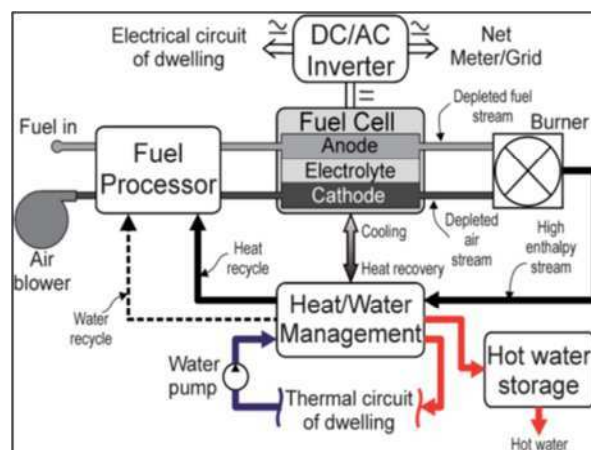 Electrical circuit
of dwelling
DC/AC
Inverter
Net
Meter/Grid
Depleted fuel
stream
Burner
Fuel in
Fuel
Processor
Fuel Cell
Anode
Electrolyte
Cathode
Air
blower
Heat
recycle
Water
recycle
Cooling
Heat recovery
Depleted
air
stream
High
enthalpy
stream
Heat/Water
Management
Water
pump
Thermal circuit
of dwelling
Hot water
storage
Hot water